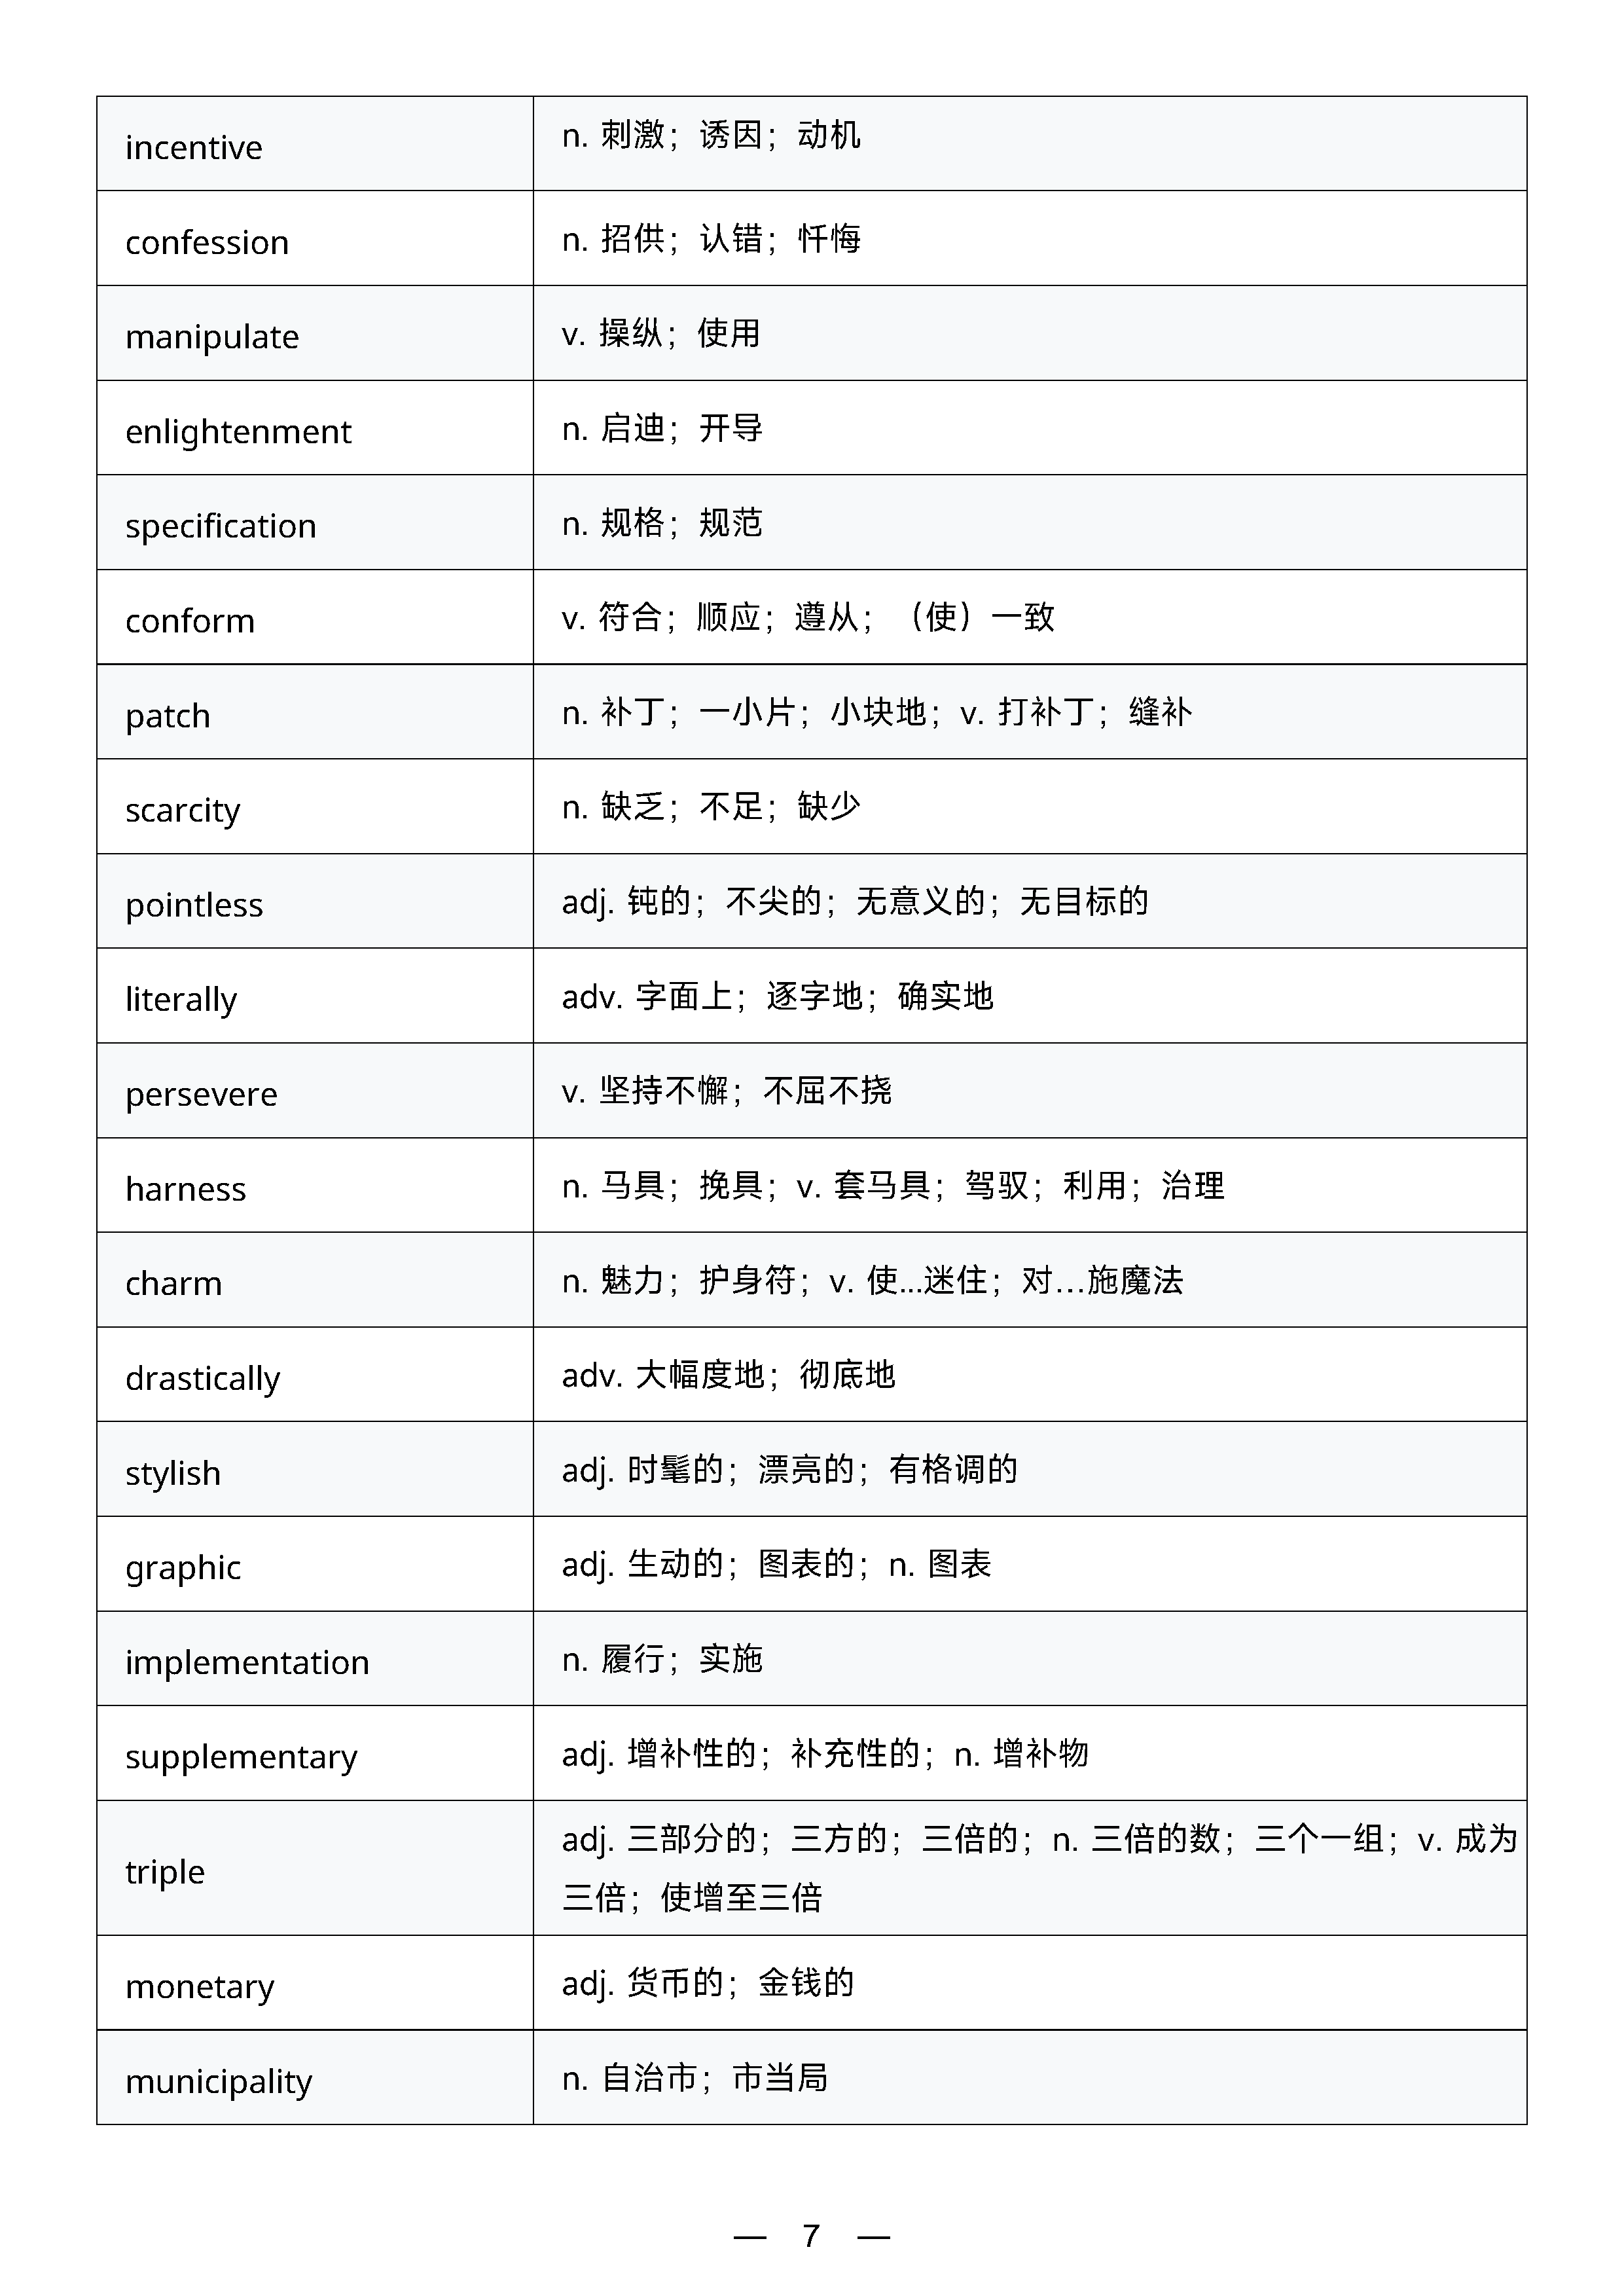 incentive
n. 刺激；诱因；动机
confession
n. 招供；认错；忏悔
manipulate
v. 操纵；使用
enlightenment
n. 启迪；开导
specification
n. 规格；规范
conform
v. 符合；顺应；遵从；（使）一致
patch
n. 补丁；一小片；小块地；v. 打补丁；缝补
scarcity
n. 缺乏；不足；缺少
pointless
adj. 钝的；不尖的；无意义的；无目标的
literally
adv. 字面上；逐字地；确实地
persevere
v. 坚持不懈；不屈不挠
harness
n. 马具；挽具；v. 套马具；驾驭；利用；治理
charm
n. 魅力；护身符；v. 使...迷住；对…施魔法
drastically
adv. 大幅度地；彻底地
stylish
adj. 时髦的；漂亮的；有格调的
graphic
adj. 生动的；图表的；n. 图表
implementation
n. 履行；实施
supplementary
adj. 增补性的；补充性的；n. 增补物
triple
adj. 三部分的；三方的；三倍的；n. 三倍的数；三个一组；v. 成为
三倍；使增至三倍
monetary
adj. 货币的；金钱的
municipality
n. 自治市；市当局
— 7 —